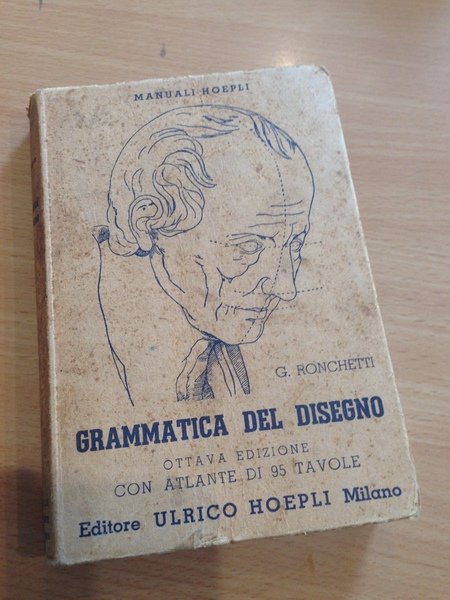 MANUALI HOEPLI
G. RONCHETTI
GRAMMATICA DEL DISEGNO
OTTAVA EDIZIONE
CON ATLANTE DI 95 TAVOLE
Editore ULRICO HOEPLI Milano